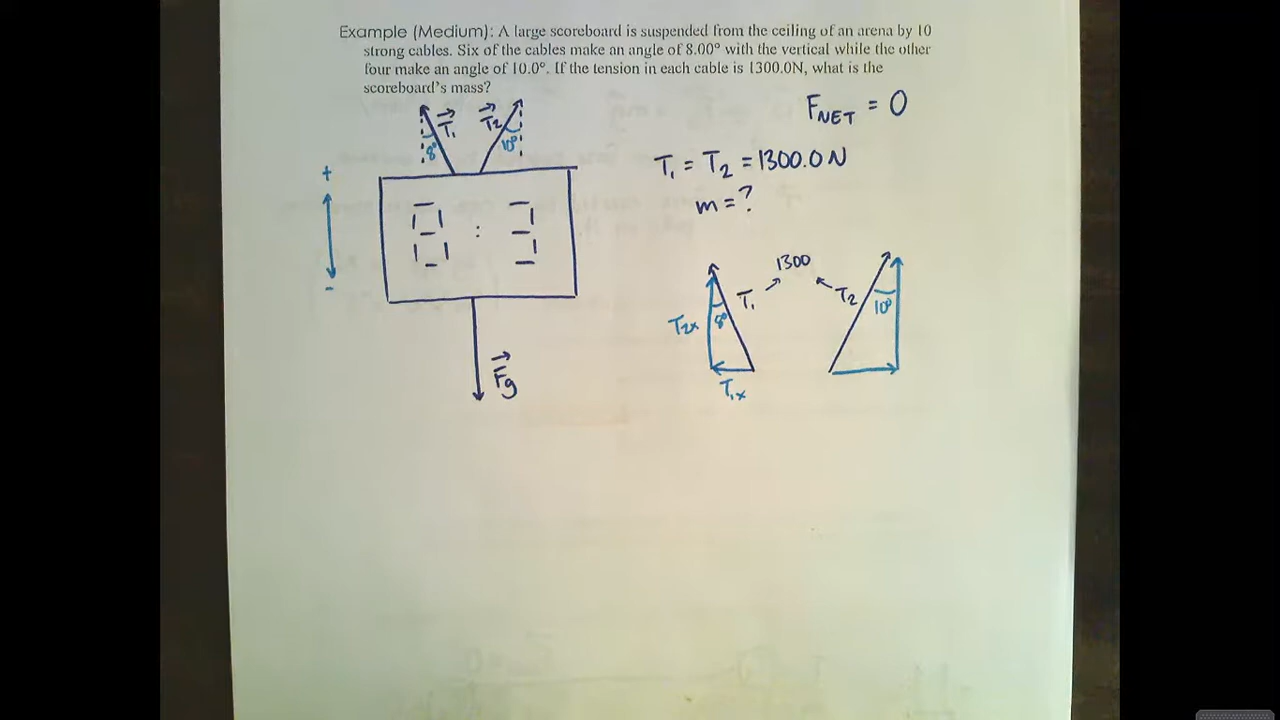 Example (Medium): A large scoreboard is suspended from the ceiling of an arena by 10
strong cables. Six of the cables make an angle of 8.00° with the vertical while the other
four make an angle of 10.0°. If the tension in each cable is 1300.0N, what is the
scoreboard's mass?
F_NET = 0
T₁ T₂
8° 10°
T₁ = T₂ = 1300.0 N
m = ?
+
-
:
1300
T₁ T₂
T₂ₓ 8° 10°
T₁ₓ
Fg